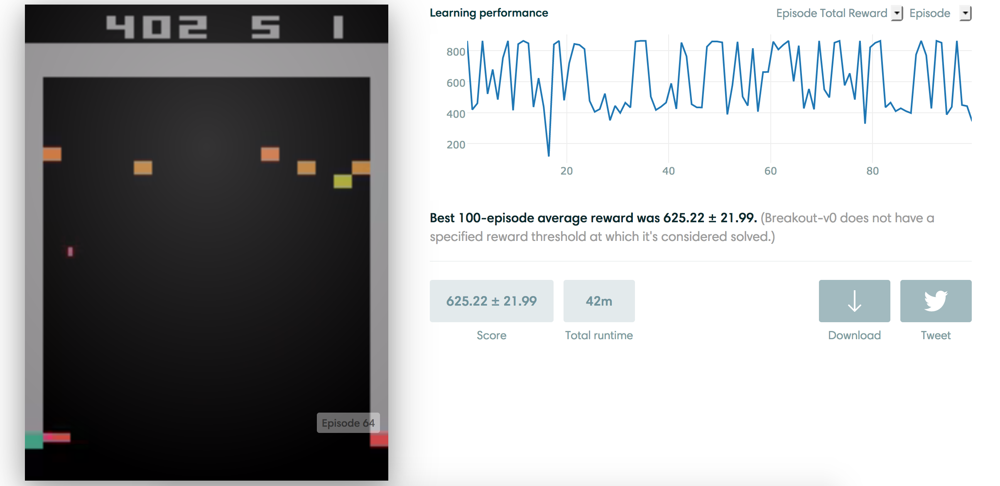 402 5 1
Episode 64
Learning performance
Episode Total Reward Episode
800
600
400
200
20 40 60 80
Best 100-episode average reward was 625.22 ± 21.99. (Breakout-v0 does not have a
specified reward threshold at which it's considered solved.)
625.22 ± 21.99 42m
Score Total runtime Download Tweet